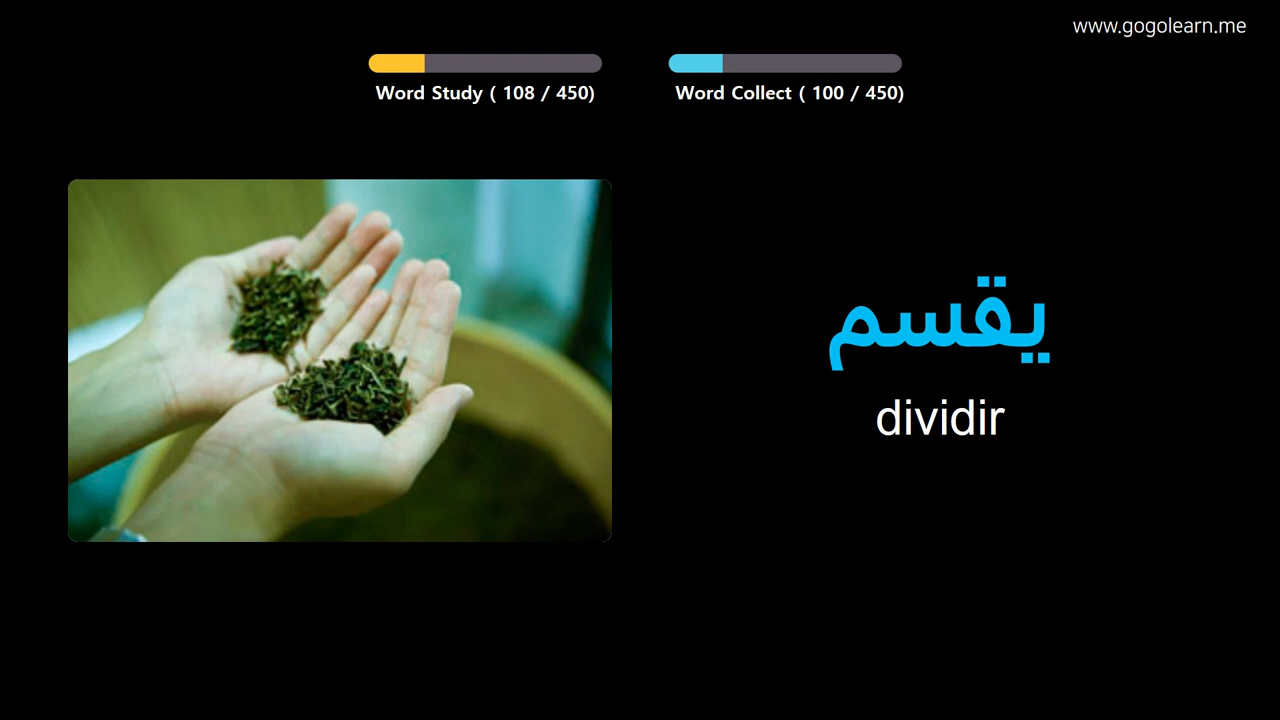 www.gogolearn.me
Word Study ( 108 / 450)
Word Collect ( 100 / 450)
يقسم
dividir